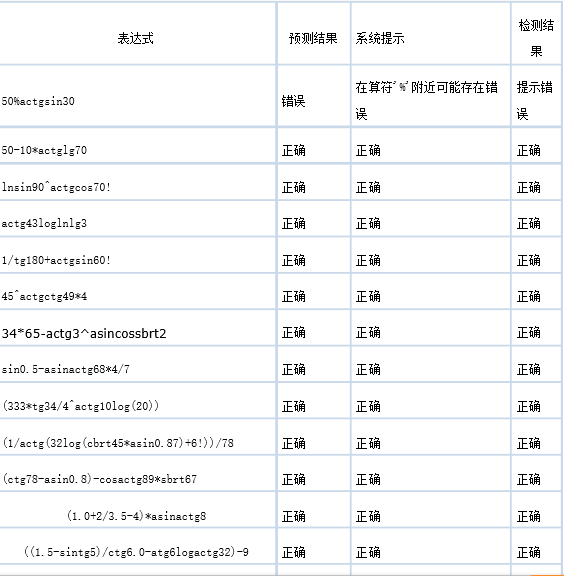 表达式 预测结果 系统提示 检测结
果
50%actgsin30 错误 在算符'%'附近可能存在错
误 提示错
误
50-10*actglg70 正确 正确 正确
lnsin90^actgcos70! 正确 正确 正确
actg43loglnlg3 正确 正确 正确
1/tg180+actgsin60! 正确 正确 正确
45^actgctg49*4 正确 正确 正确
34*65-actg3^asincossbrt2 正确 正确 正确
sin0.5-asinactg68*4/7 正确 正确 正确
(333*tg34/4^actg10log(20)) 正确 正确 正确
(1/actg(32log(cbrt45*asin0.87)+6!))/78 正确 正确 正确
(ctg78-asin0.8)-cosactg89*sbrt67 正确 正确 正确
(1.0+2/3.5-4)*asinactg8 正确 正确 正确
((1.5-sintg5)/ctg6.0-atg6logactg32)-9 正确 正确 正确